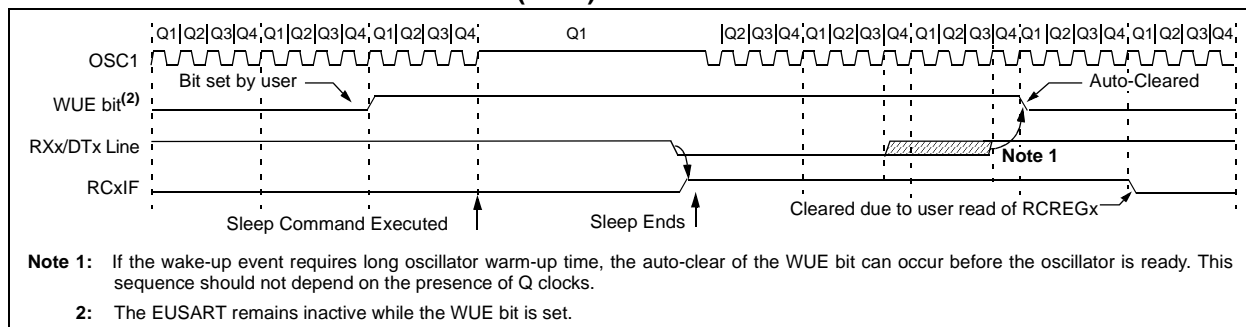 Q1|Q2|Q3|Q4|Q1|Q2|Q3|Q4|Q1|Q2|Q3|Q4| Q1 |Q2|Q3|Q4|Q1|Q2|Q3|Q4|Q1|Q2|Q3|Q4|Q1|Q2|Q3|Q4|
OSC1
Bit set by user
Auto-Cleared
WUE bit(2)
RXx/DTx Line
Note 1
RCxIF
Sleep Command Executed
Sleep Ends
Cleared due to user read of RCREGx
Note 1: If the wake-up event requires long oscillator warm-up time, the auto-clear of the WUE bit can occur before the oscillator is ready. This
sequence should not depend on the presence of Q clocks.
2: The EUSART remains inactive while the WUE bit is set.